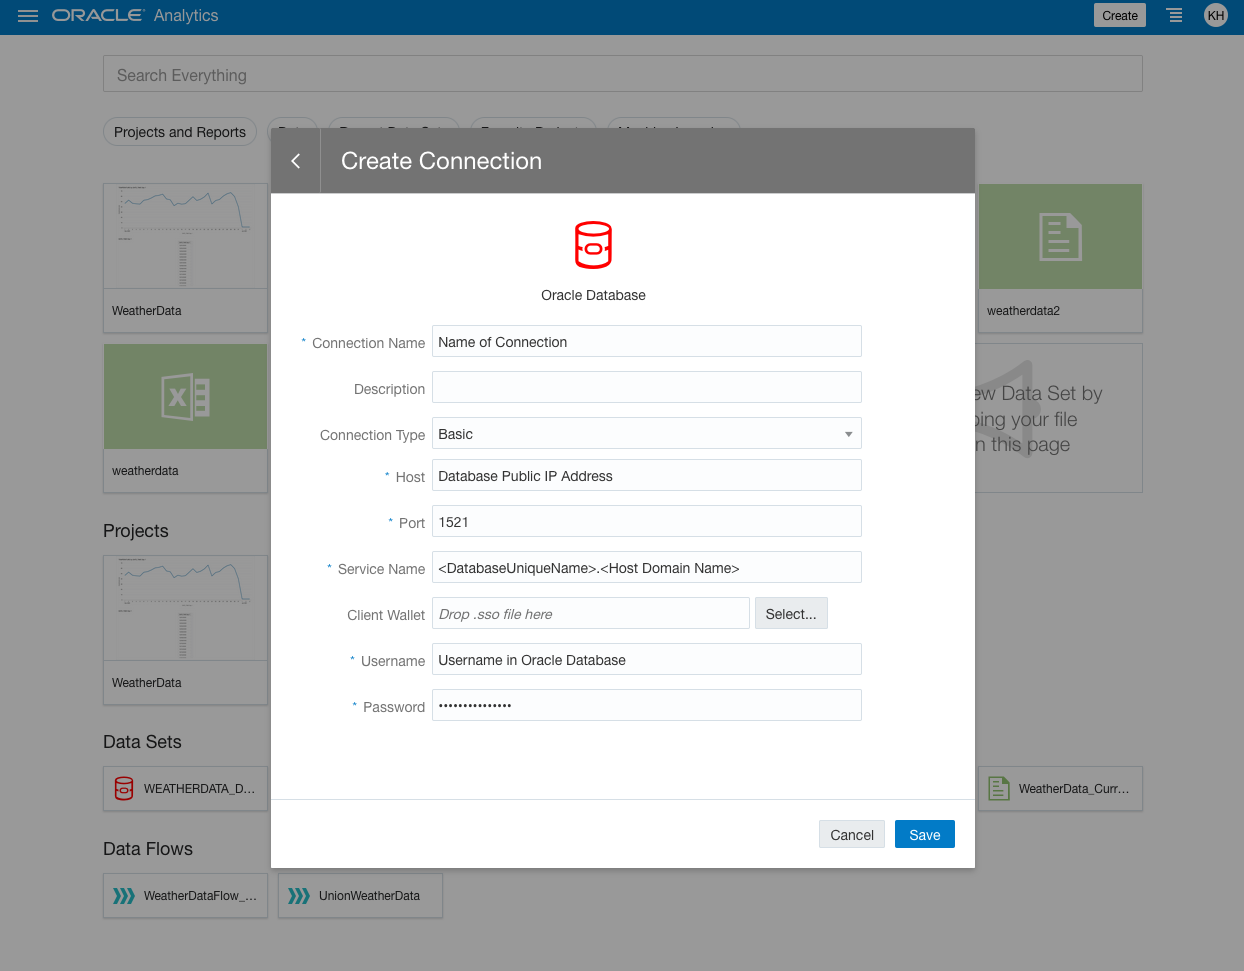 ORACLE Analytics
Create
KH
Search Everything
Projects and Reports
Create Connection
Oracle Database
* Connection Name Name of Connection
Description
Connection Type Basic
* Host Database Public IP Address
* Port 1521
* Service Name <DatabaseUniqueName>.<Host Domain Name>
Client Wallet Drop .sso file here Select...
* Username Username in Oracle Database
* Password •••••••••••••••
Cancel Save
WeatherData
weatherdata2
weatherdata
Data Set by
your file
this page
Projects
WeatherData
Data Sets
WEATHERDATA_D...
WeatherData_Curr...
Data Flows
WeatherDataFlow_...
UnionWeatherData